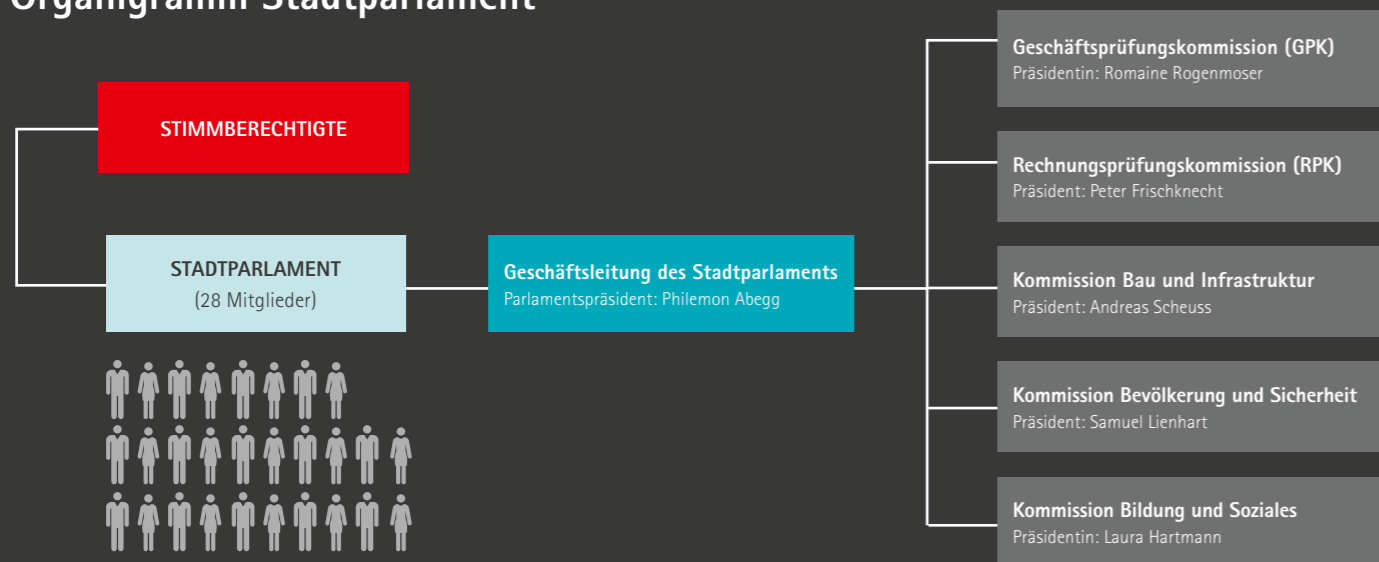 Organigramm Stadtparlament
STIMMBERECHTIGTE
STADTPARLAMENT
(28 Mitglieder)
Geschäftsleitung des Stadtparlaments
Parlamentspräsident: Philemon Abegg
Geschäftsprüfungskommission (GPK)
Präsidentin: Romaine Rogenmoser
Rechnungsprüfungskommission (RPK)
Präsident: Peter Frischknecht
Kommission Bau und Infrastruktur
Präsident: Andreas Scheuss
Kommission Bevölkerung und Sicherheit
Präsident: Samuel Lienhart
Kommission Bildung und Soziales
Präsidentin: Laura Hartmann